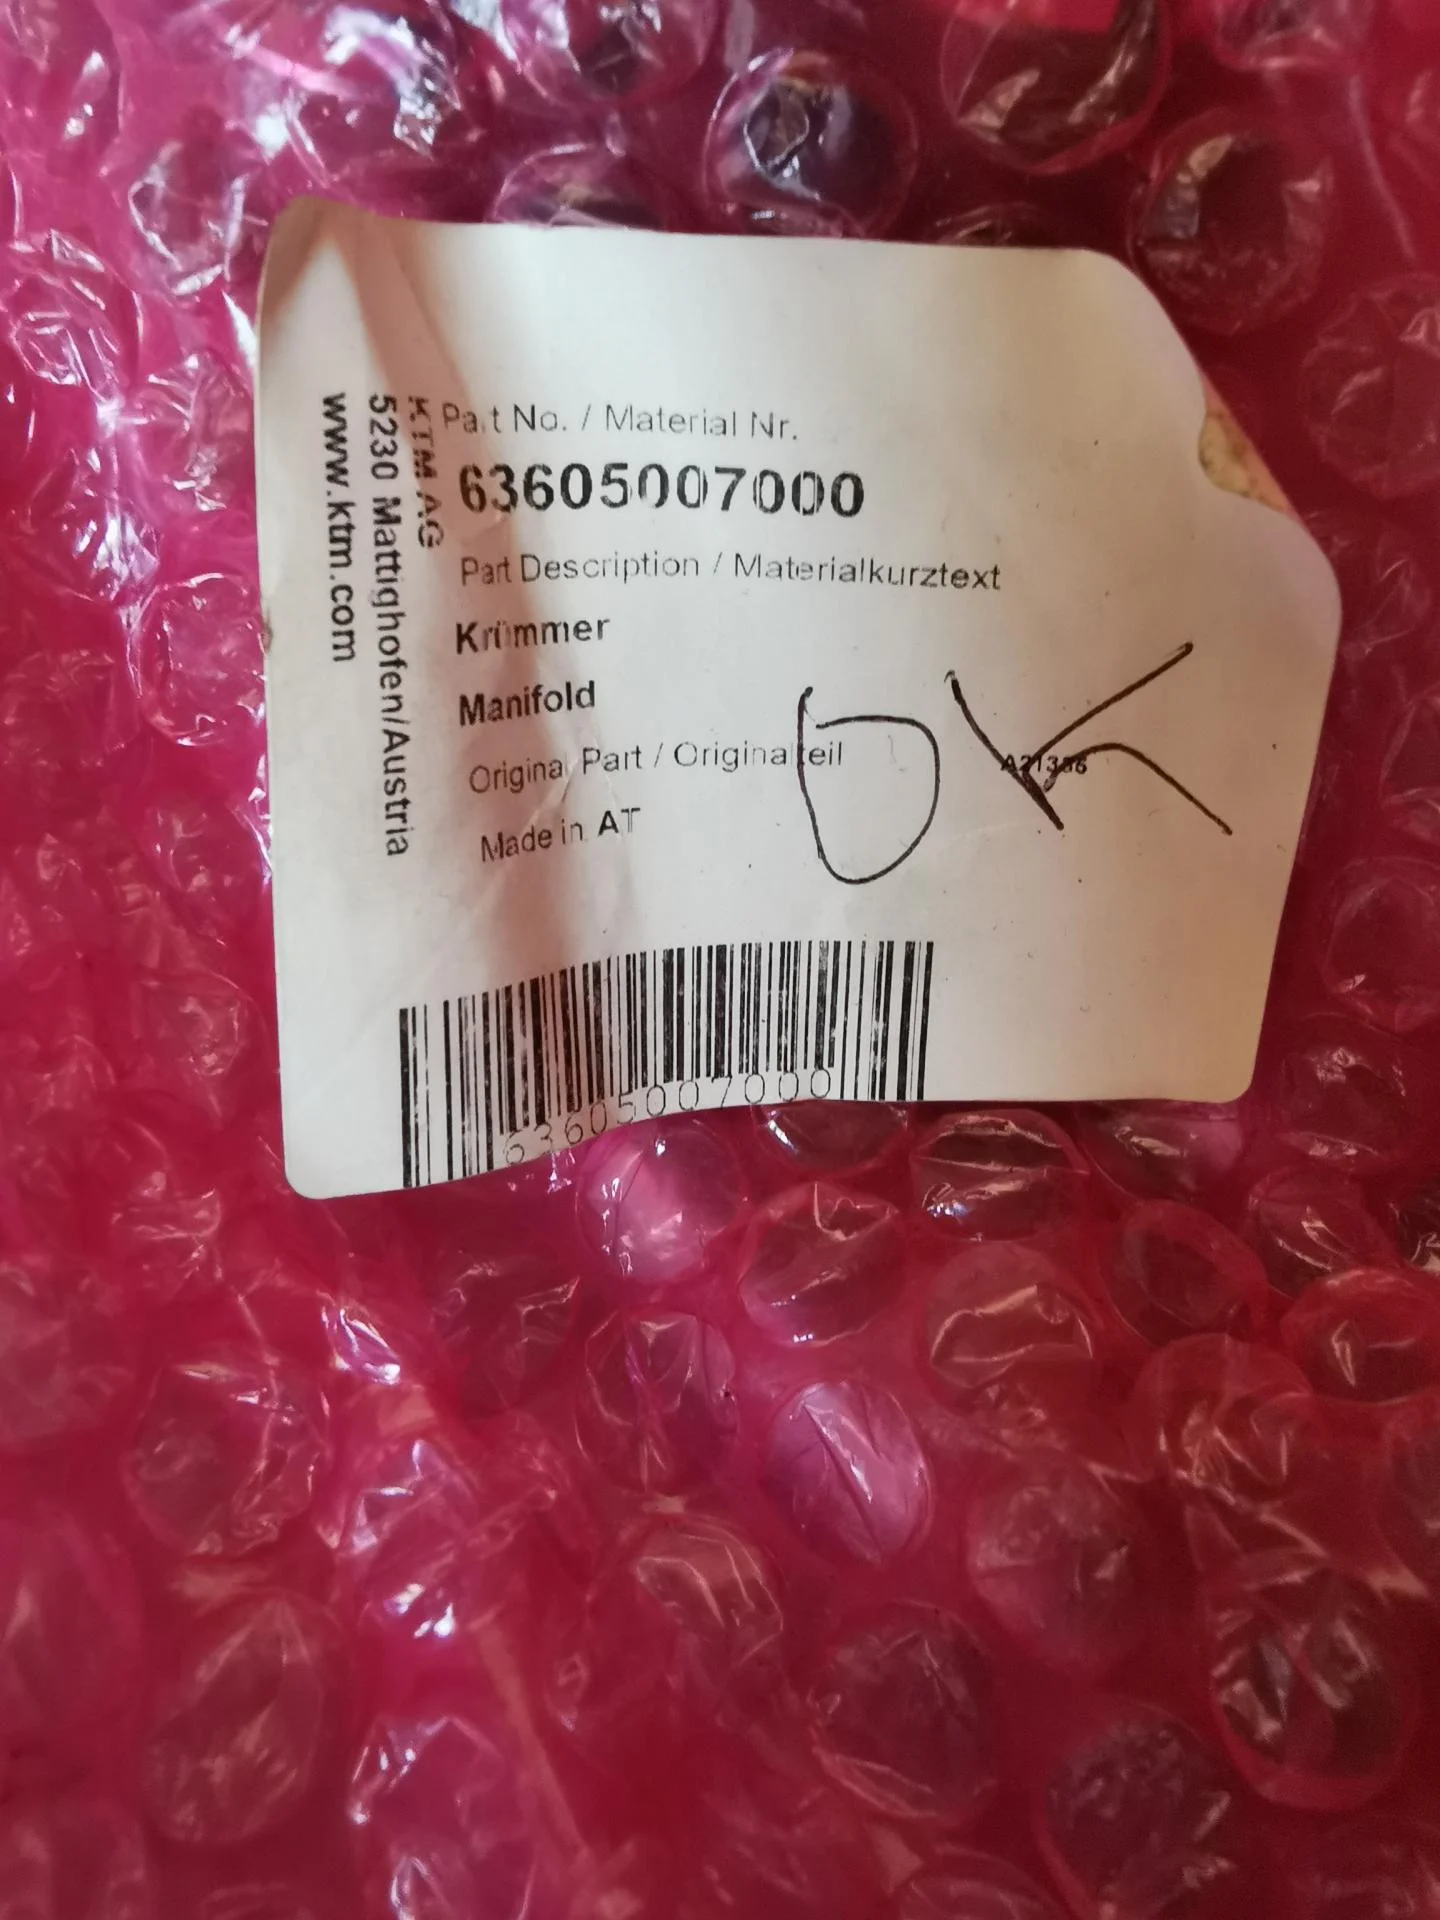 KTM AG
5230 Mattighofen/Austria
www.ktm.com
Part No. / Material Nr.
63605007000
Part Description / Materialkurztext
Krümmer
Manifold
Original Part / Originalteil
Made in AT
OK
63605007000